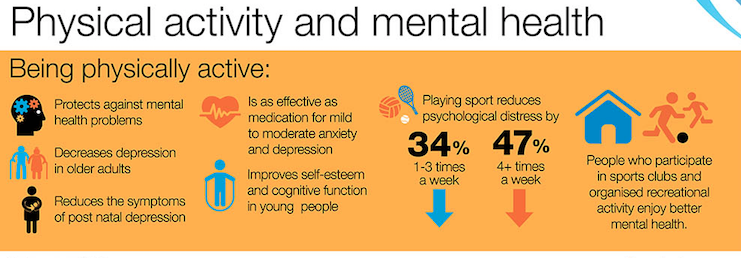 Physical activity and mental health
Being physically active:
Protects against mental
health problems
Decreases depression
in older adults
Reduces the symptoms
of post natal depression
Is as effective as
medication for mild
to moderate anxiety
and depression
Improves self-esteem
and cognitive function
in young people
Playing sport reduces
psychological distress by
34%
1-3 times
a week
47%
4+ times
a week
People who participate
in sports clubs and
organised recreational
activity enjoy better
mental health.